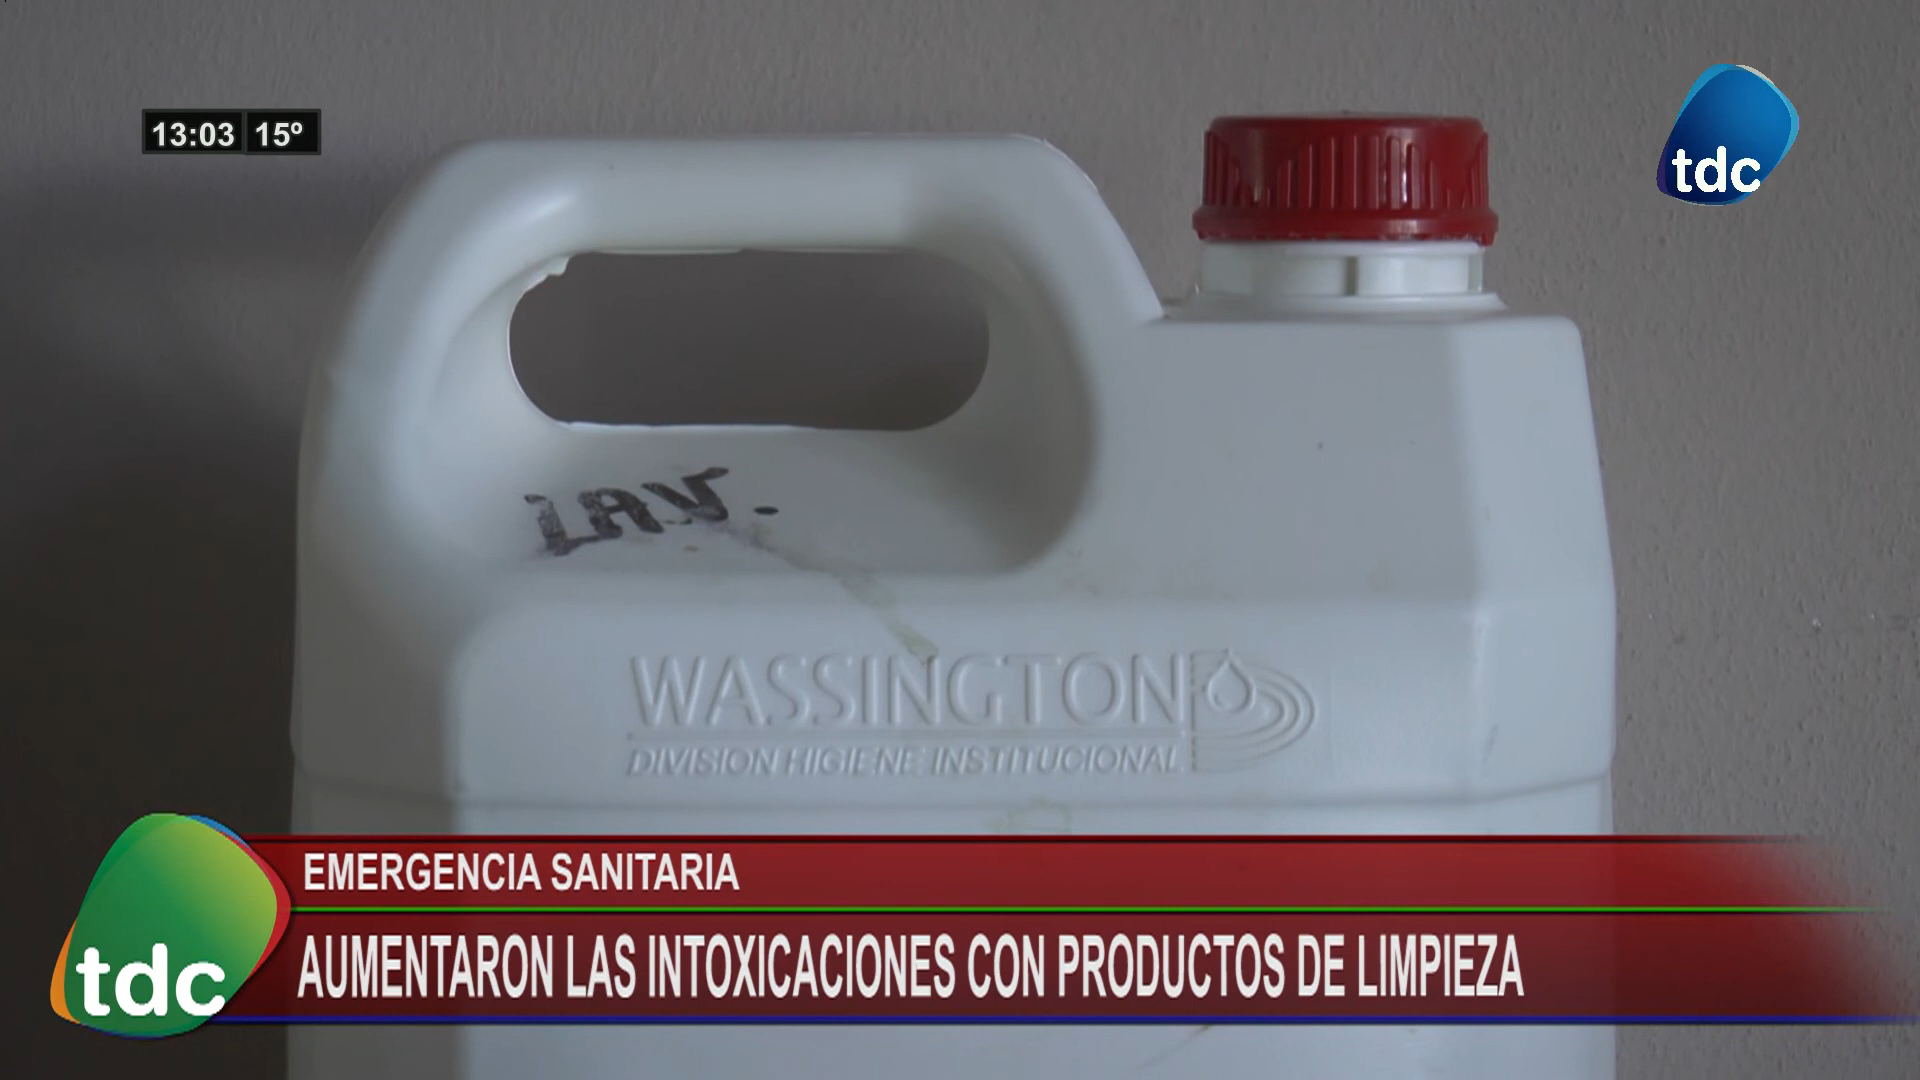 13:03 15º
tdc
LAV.
WASSINGTON
DIVISION HIGIENE INSTITUCIONAL
EMERGENCIA SANITARIA
AUMENTARON LAS INTOXICACIONES CON PRODUCTOS DE LIMPIEZA
tdc